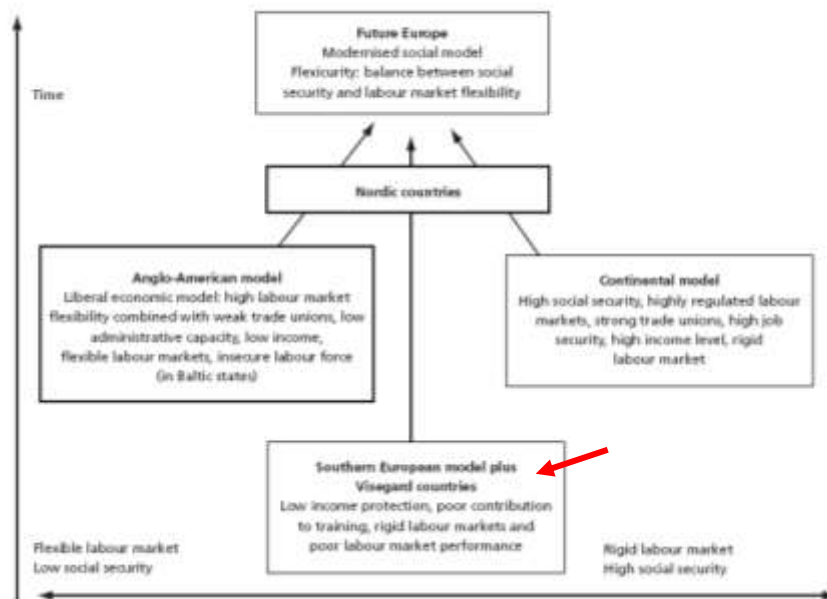 Future Europe
Modernised social model
Flexicurity: balance between social
security and labour market flexibility
Time
Nordic countries
Anglo-American model
Liberal economic model: high labour market
flexibility combined with weak trade unions, low
administrative capacity, low income,
flexible labour markets, insecure labour force
(in Baltic states)
Continental model
High social security, highly regulated labour
markets, strong trade unions, high job
security, high income level, rigid
labour market
Southern European model plus
Visegard countries
Low income protection, poor contribution
to training, rigid labour markets and
poor labour market performance
Flexible labour market
Low social security
Rigid labour market
High social security